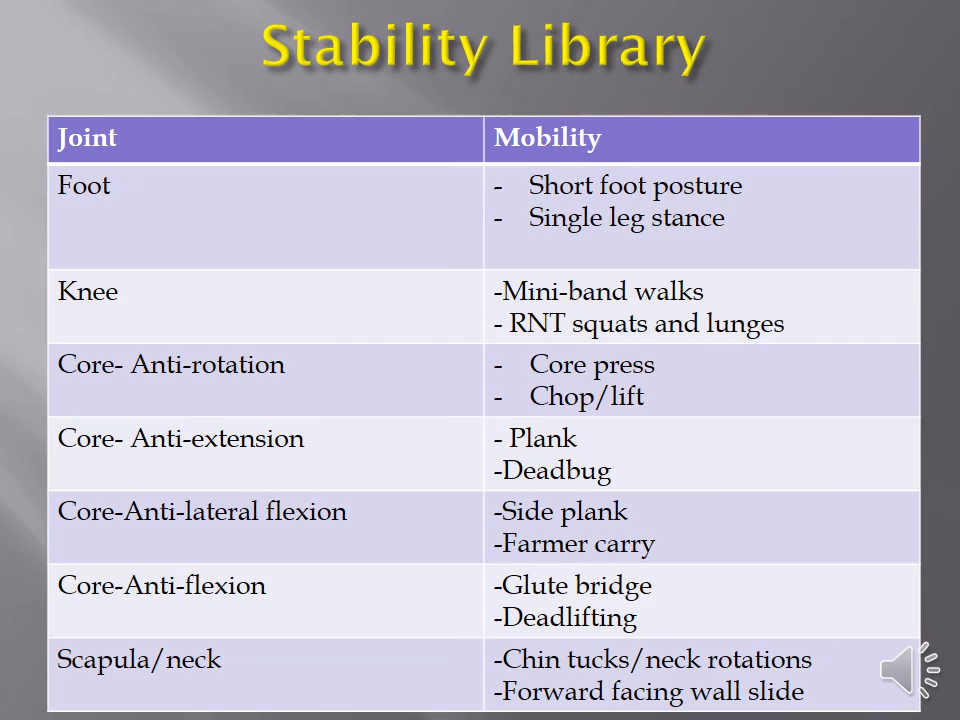 Stability Library
Joint Mobility
Foot - Short foot posture
- Single leg stance
Knee -Mini-band walks
- RNT squats and lunges
Core- Anti-rotation - Core press
- Chop/lift
Core- Anti-extension - Plank
-Deadbug
Core-Anti-lateral flexion -Side plank
-Farmer carry
Core-Anti-flexion -Glute bridge
-Deadlifting
Scapula/neck -Chin tucks/neck rotations
-Forward facing wall slide